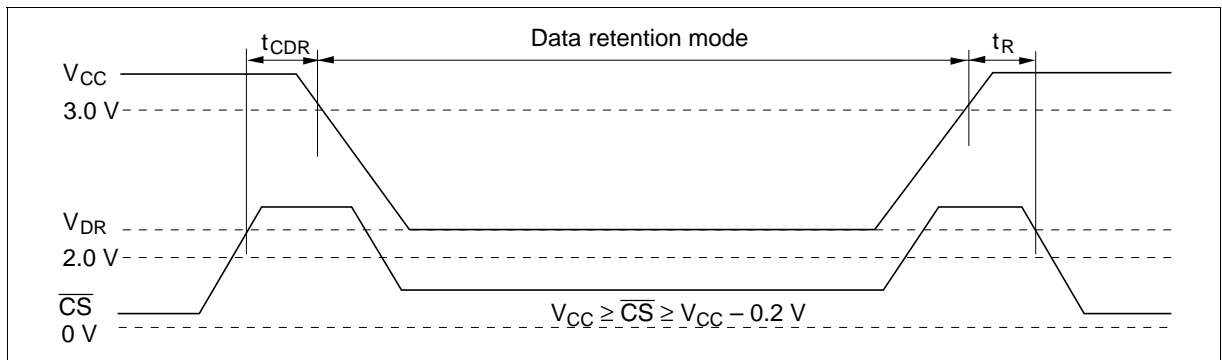 tCDR
Data retention mode
tR
VCC
3.0 V
VDR
2.0 V
CS
0 V
VCC ≥ CS ≥ VCC – 0.2 V